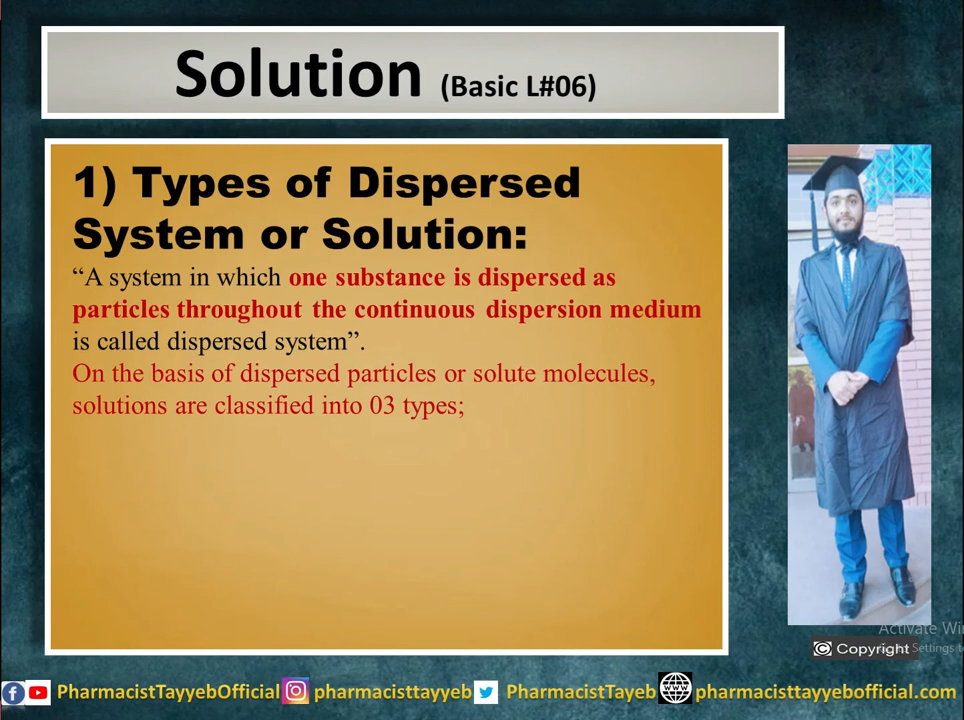 Solution (Basic L#06)
1) Types of Dispersed
System or Solution:
“A system in which one substance is dispersed as
particles throughout the continuous dispersion medium
is called dispersed system”.
On the basis of dispersed particles or solute molecules,
solutions are classified into 03 types;
Activate Win
© Copyright Settings t
PharmacistTayyebOfficial pharmacisttayyeb PharmacistTayeb pharmacisttayyebofficial.com